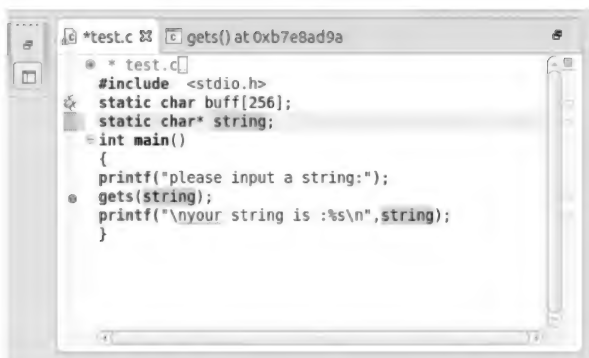 *test.c gets() at 0xb7e8ad9a
* test.c
#include <stdio.h>
static char buff[256];
static char* string;
int main()
{
printf("please input a string:");
gets(string);
printf("\nyour string is :%s\n",string);
}